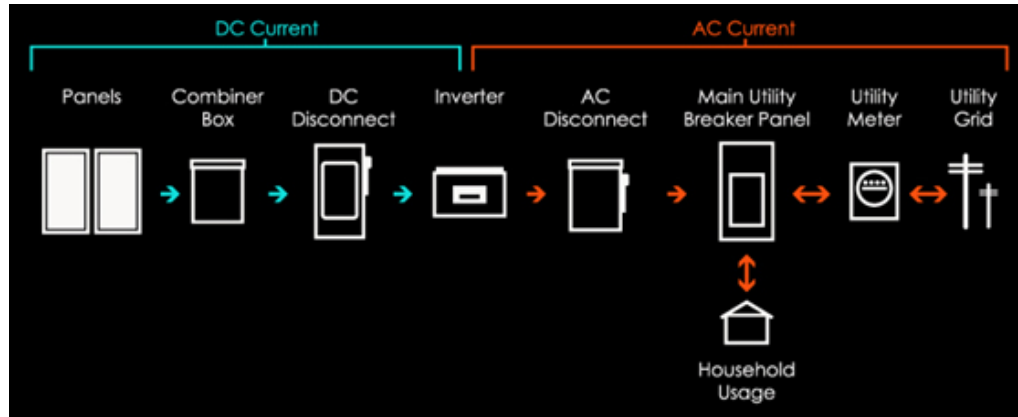 DC Current
AC Current
Panels
Combiner
Box
DC
Disconnect
Inverter
AC
Disconnect
Main Utility
Breaker Panel
Utility
Meter
Utility
Grid
Household
Usage